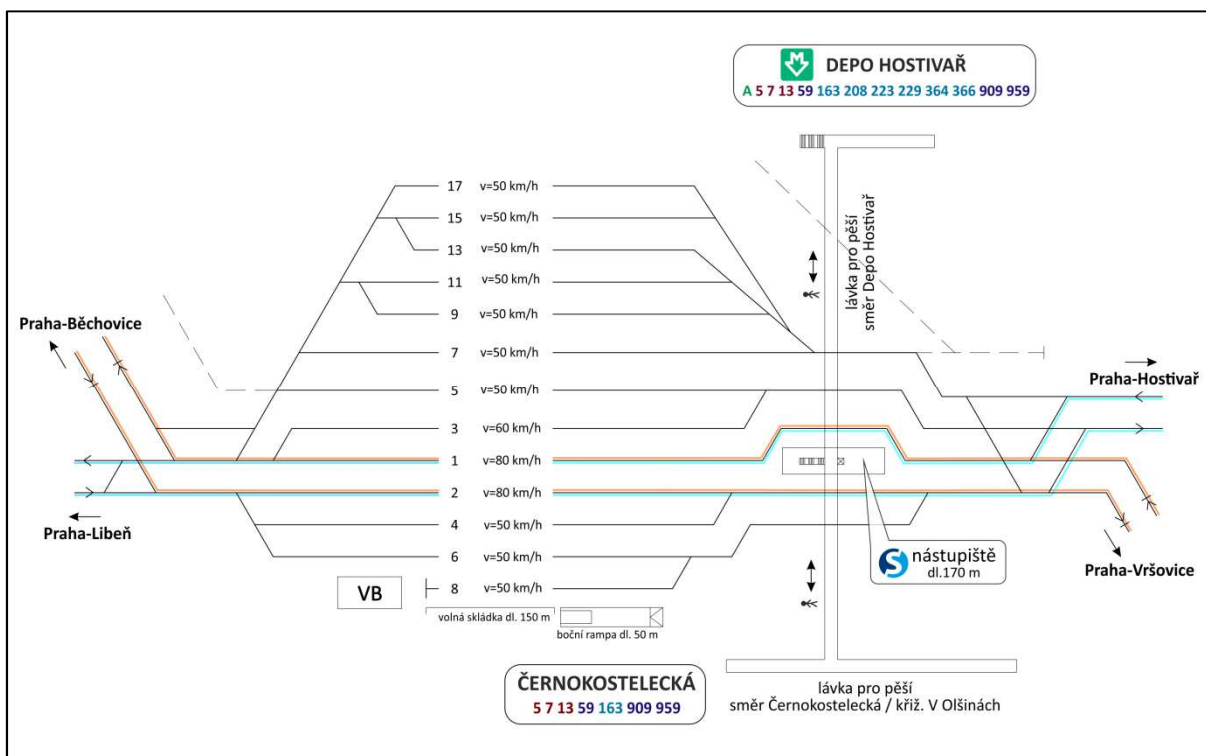 M
DEPO HOSTIVAŘ
A 5 7 13 59 163 208 223 229 364 366 909 959
lávka pro pěší
směr Depo Hostivař
17 v=50 km/h
15 v=50 km/h
13 v=50 km/h
11 v=50 km/h
9 v=50 km/h
7 v=50 km/h
5 v=50 km/h
3 v=60 km/h
1 v=80 km/h
2 v=80 km/h
4 v=50 km/h
6 v=50 km/h
8 v=50 km/h
Praha-Běchovice
Praha-Hostivař
Praha-Libeň
Praha-Vršovice
S nástupiště
dl.170 m
VB
volná skládka dl. 150 m
boční rampa dl. 50 m
ČERNOKOSTELECKÁ
5 7 13 59 163 909 959
lávka pro pěší
směr Černokostelecká / křiž. V Olšinách